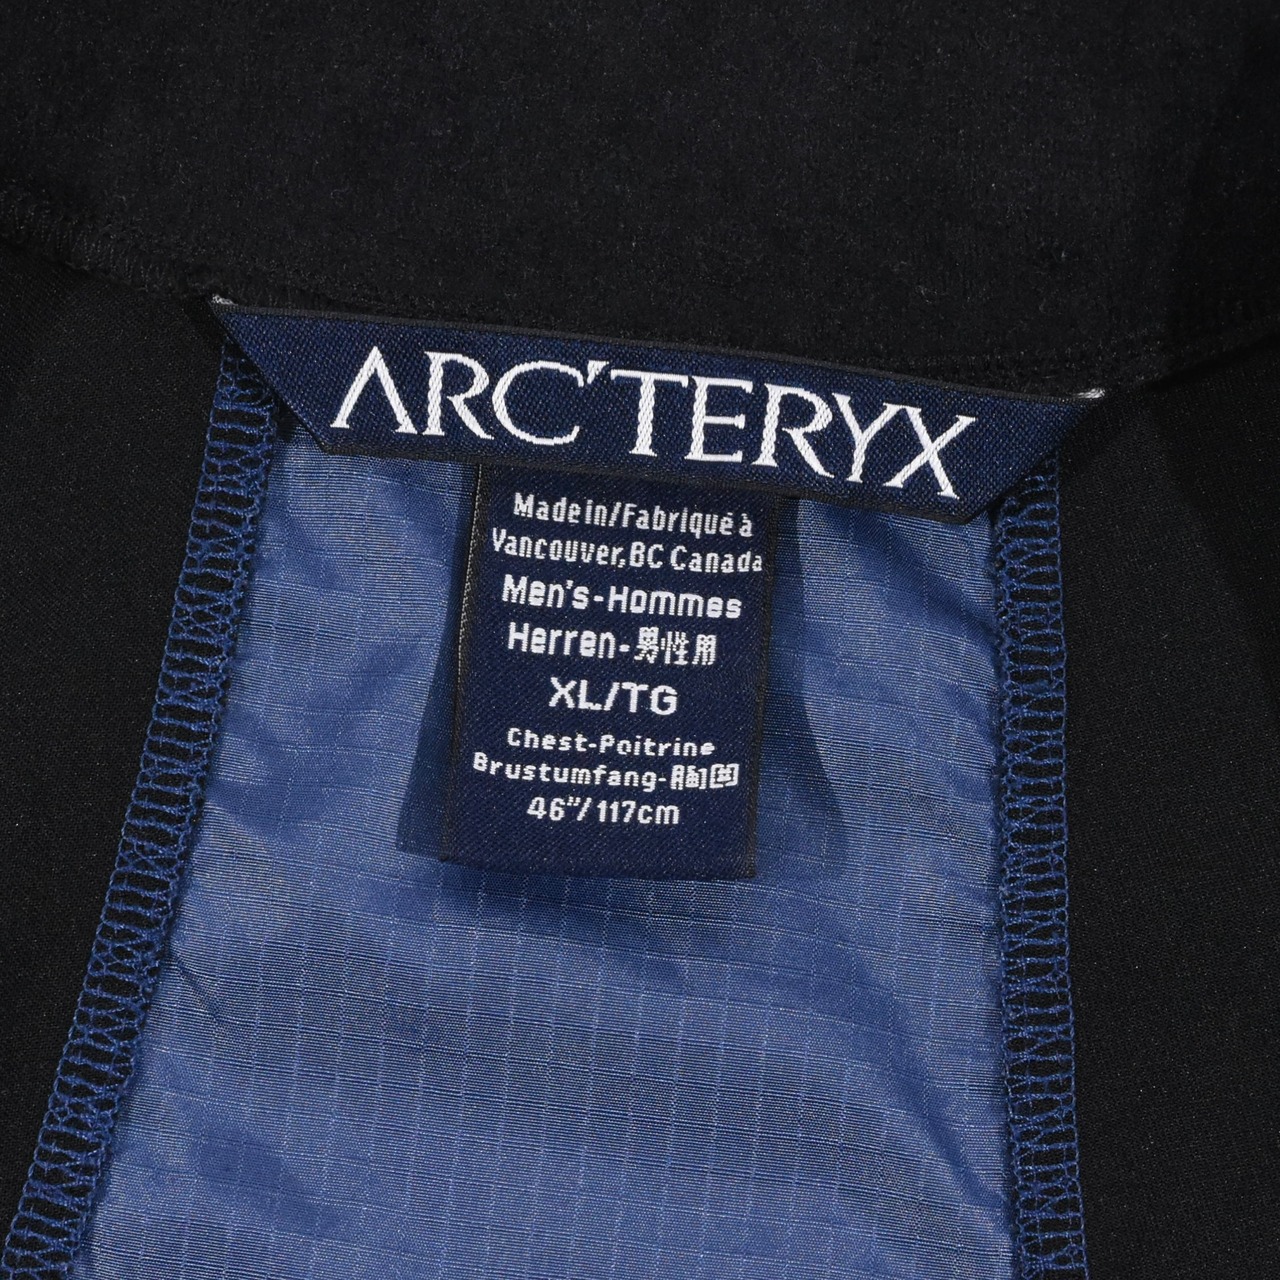 ARC'TERYX
Made in/Fabriqué à
Vancouver, BC Canada
Men's-Hommes
Herren-男性用
XL/TG
Chest-Poitrine
Brustumfang-胸囲
46"/117cm